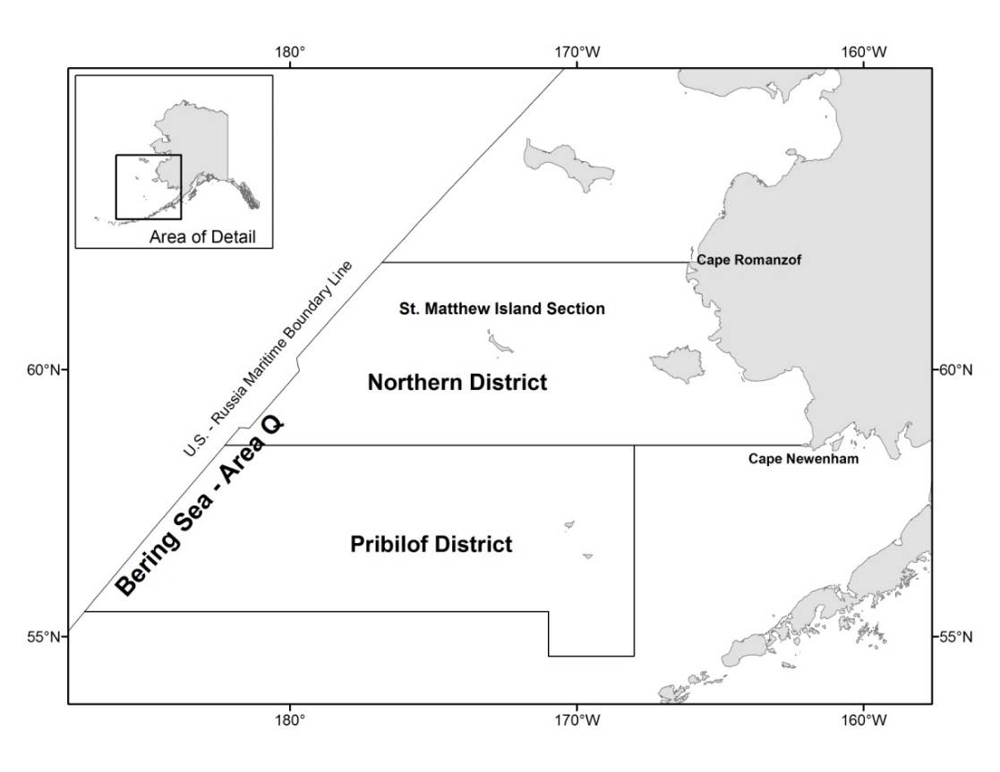 180°
170°W
160°W
Area of Detail
Cape Romanzof
U.S. - Russia Maritime Boundary Line
St. Matthew Island Section
60°N
60°N
Northern District
Bering Sea - Area Q
Cape Newenham
Pribilof District
55°N
55°N
180°
170°W
160°W